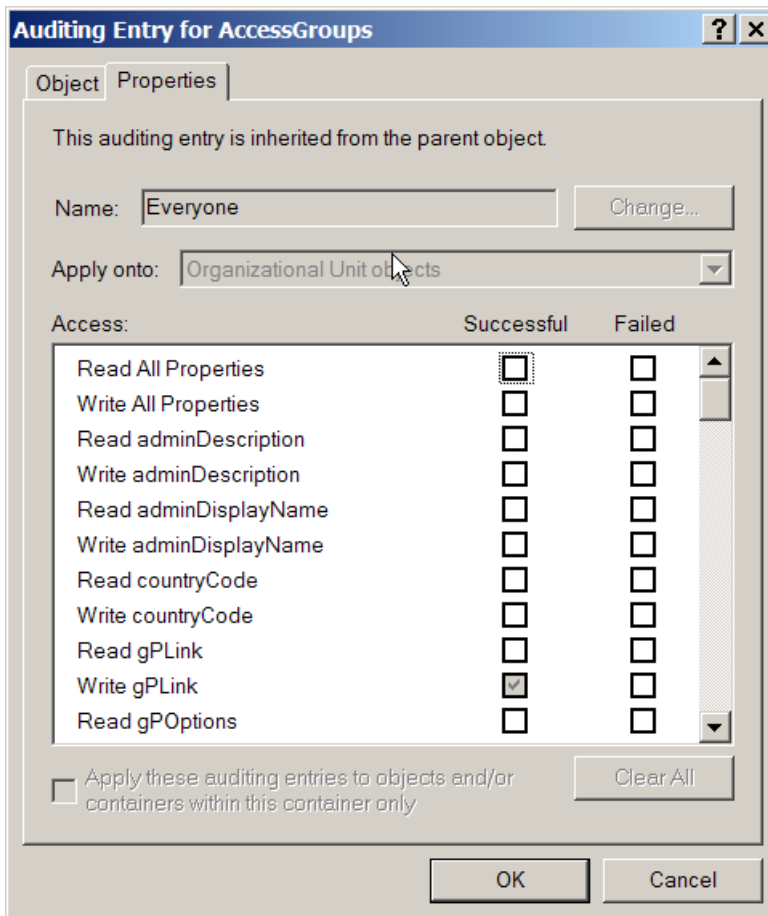 Auditing Entry for AccessGroups
Object Properties
This auditing entry is inherited from the parent object.
Name: Everyone Change...
Apply onto: Organizational Unit objects
Access: Successful Failed
Read All Properties
Write All Properties
Read adminDescription
Write adminDescription
Read adminDisplayName
Write adminDisplayName
Read countryCode
Write countryCode
Read gPLink
Write gPLink
Read gPOptions
Apply these auditing entries to objects and/or Clear All
containers within this container only
OK Cancel